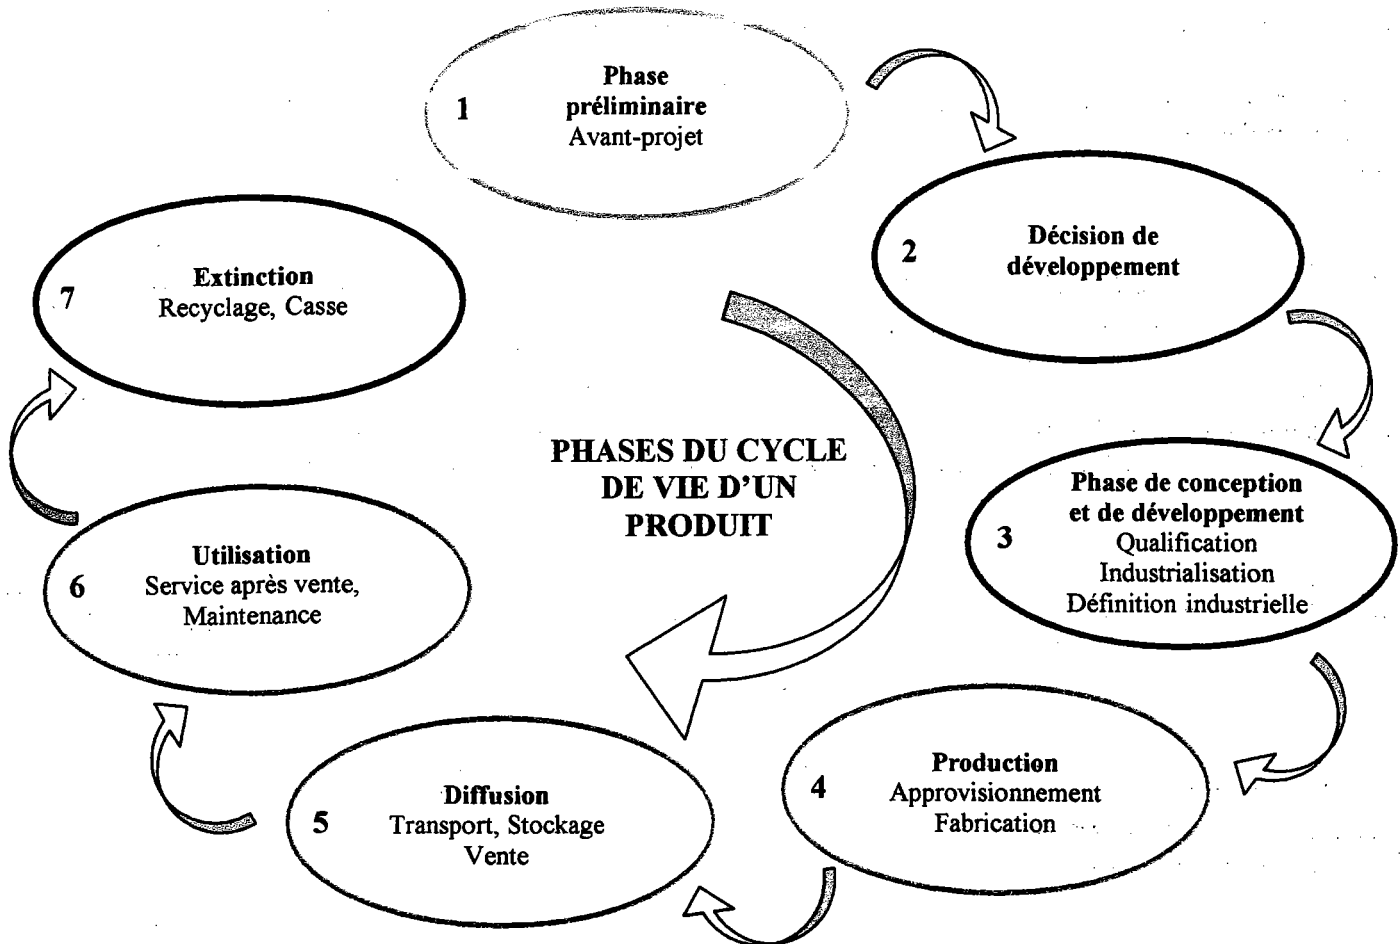 1
Phase
préliminaire
Avant-projet
2
Décision de
développement
3
Phase de conception
et de développement
Qualification
Industrialisation
Définition industrielle
4
Production
Approvisionnement
Fabrication
5
Diffusion
Transport, Stockage
Vente
6
Utilisation
Service après vente,
Maintenance
7
Extinction
Recyclage, Casse
PHASES DU CYCLE
DE VIE D'UN
PRODUIT